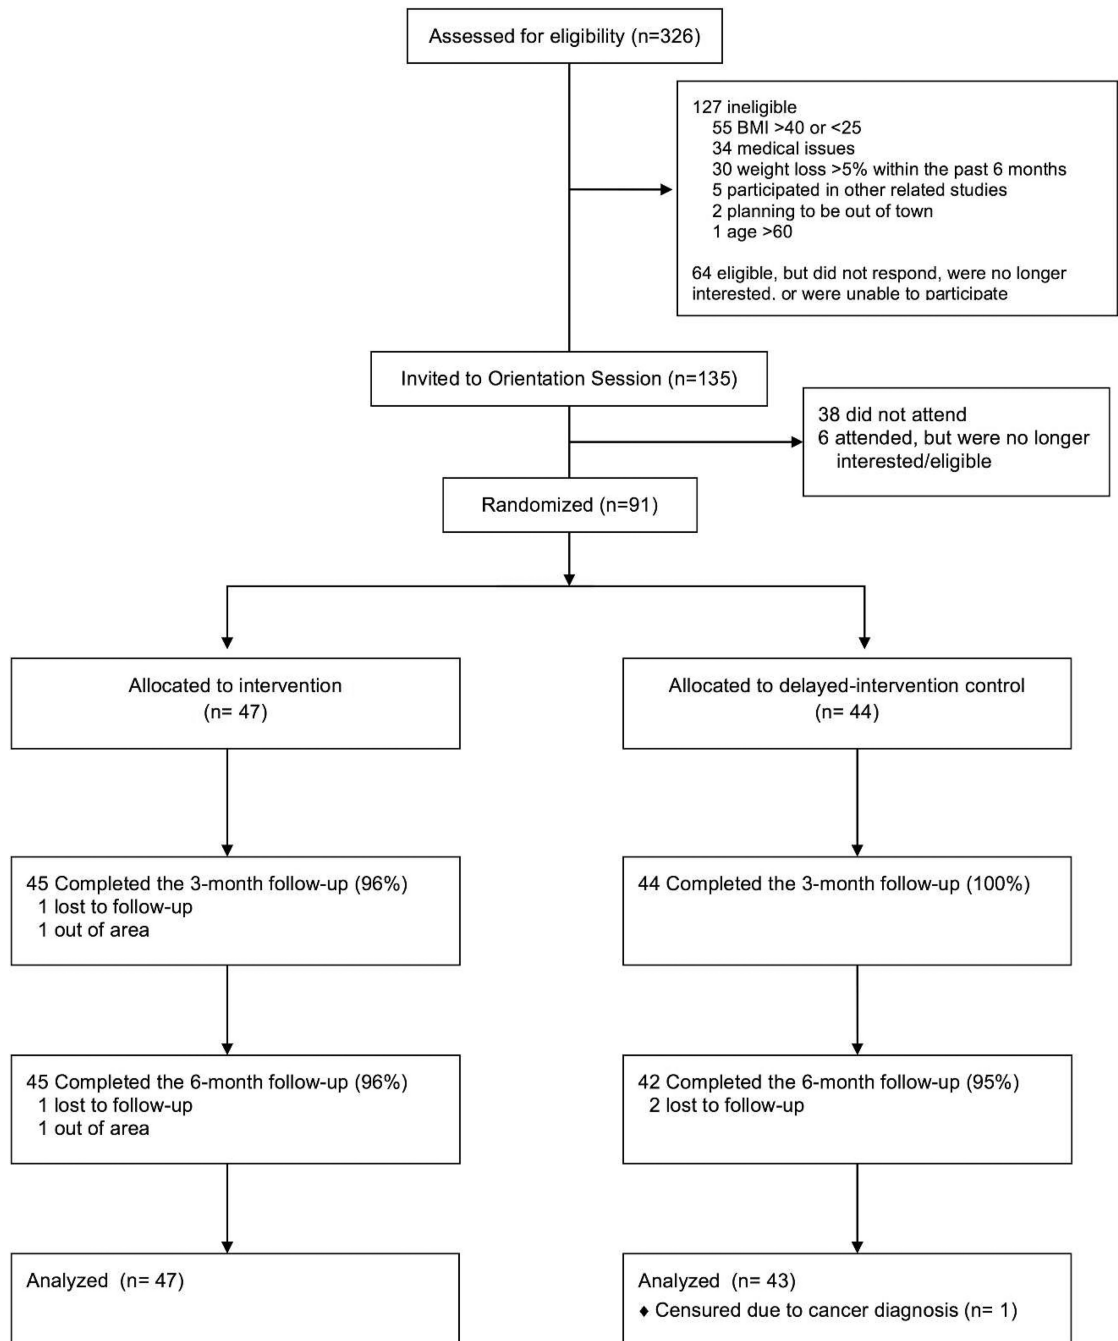 Assessed for eligibility (n=326)
127 ineligible
55 BMI >40 or <25
34 medical issues
30 weight loss >5% within the past 6 months
5 participated in other related studies
2 planning to be out of town
1 age >60
64 eligible, but did not respond, were no longer
interested, or were unable to participate
Invited to Orientation Session (n=135)
38 did not attend
6 attended, but were no longer
interested/eligible
Randomized (n=91)
Allocated to intervention
(n= 47)
Allocated to delayed-intervention control
(n= 44)
45 Completed the 3-month follow-up (96%)
1 lost to follow-up
1 out of area
44 Completed the 3-month follow-up (100%)
45 Completed the 6-month follow-up (96%)
1 lost to follow-up
1 out of area
42 Completed the 6-month follow-up (95%)
2 lost to follow-up
Analyzed (n= 47)
Analyzed (n= 43)
♦ Censured due to cancer diagnosis (n= 1)